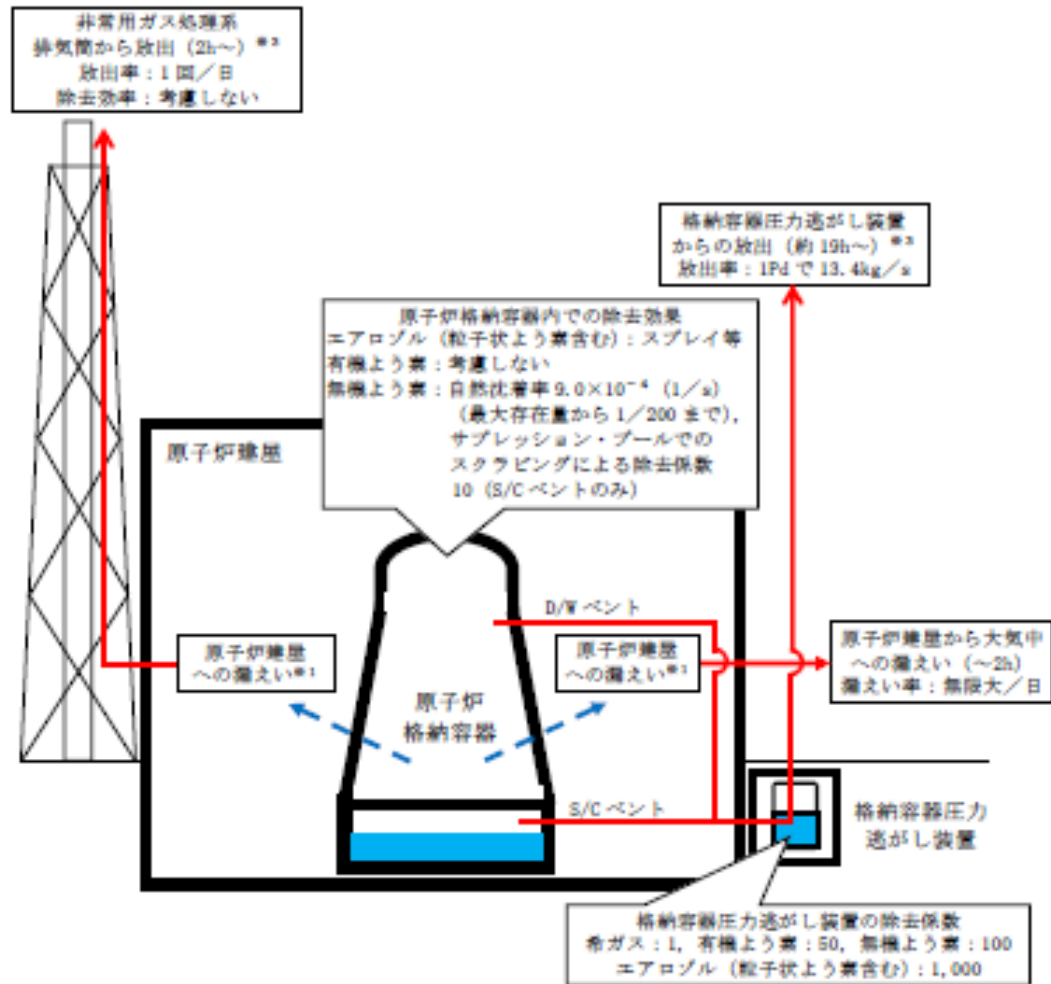 非常用ガス処理系
排気筒から放出（2h～）※3
放出率：1回／日
除去効率：考慮しない
格納容器圧力逃がし装置
からの放出（約19h～）※3
放出率：1Pdで13.4kg／s
原子炉格納容器内での除去効果
エアロゾル（粒子状よう素含む）：スプレイ等
有機よう素：考慮しない
無機よう素：自然沈着率9.0×10⁻⁴（1／s）
（最大存在量から1／200まで），
サプレッション・プールでの
スクラビングによる除去係数
10（S/Cベントのみ）
原子炉建屋
D/Wベント
原子炉建屋
への漏えい※1
原子炉建屋
への漏えい※1
原子炉建屋から大気中
への漏えい（～2h）
漏えい率：無限大／日
原子炉
格納容器
S/Cベント
格納容器圧力
逃がし装置
格納容器圧力逃がし装置の除去係数
希ガス：1，有機よう素：50，無機よう素：100
エアロゾル（粒子状よう素含む）：1,000